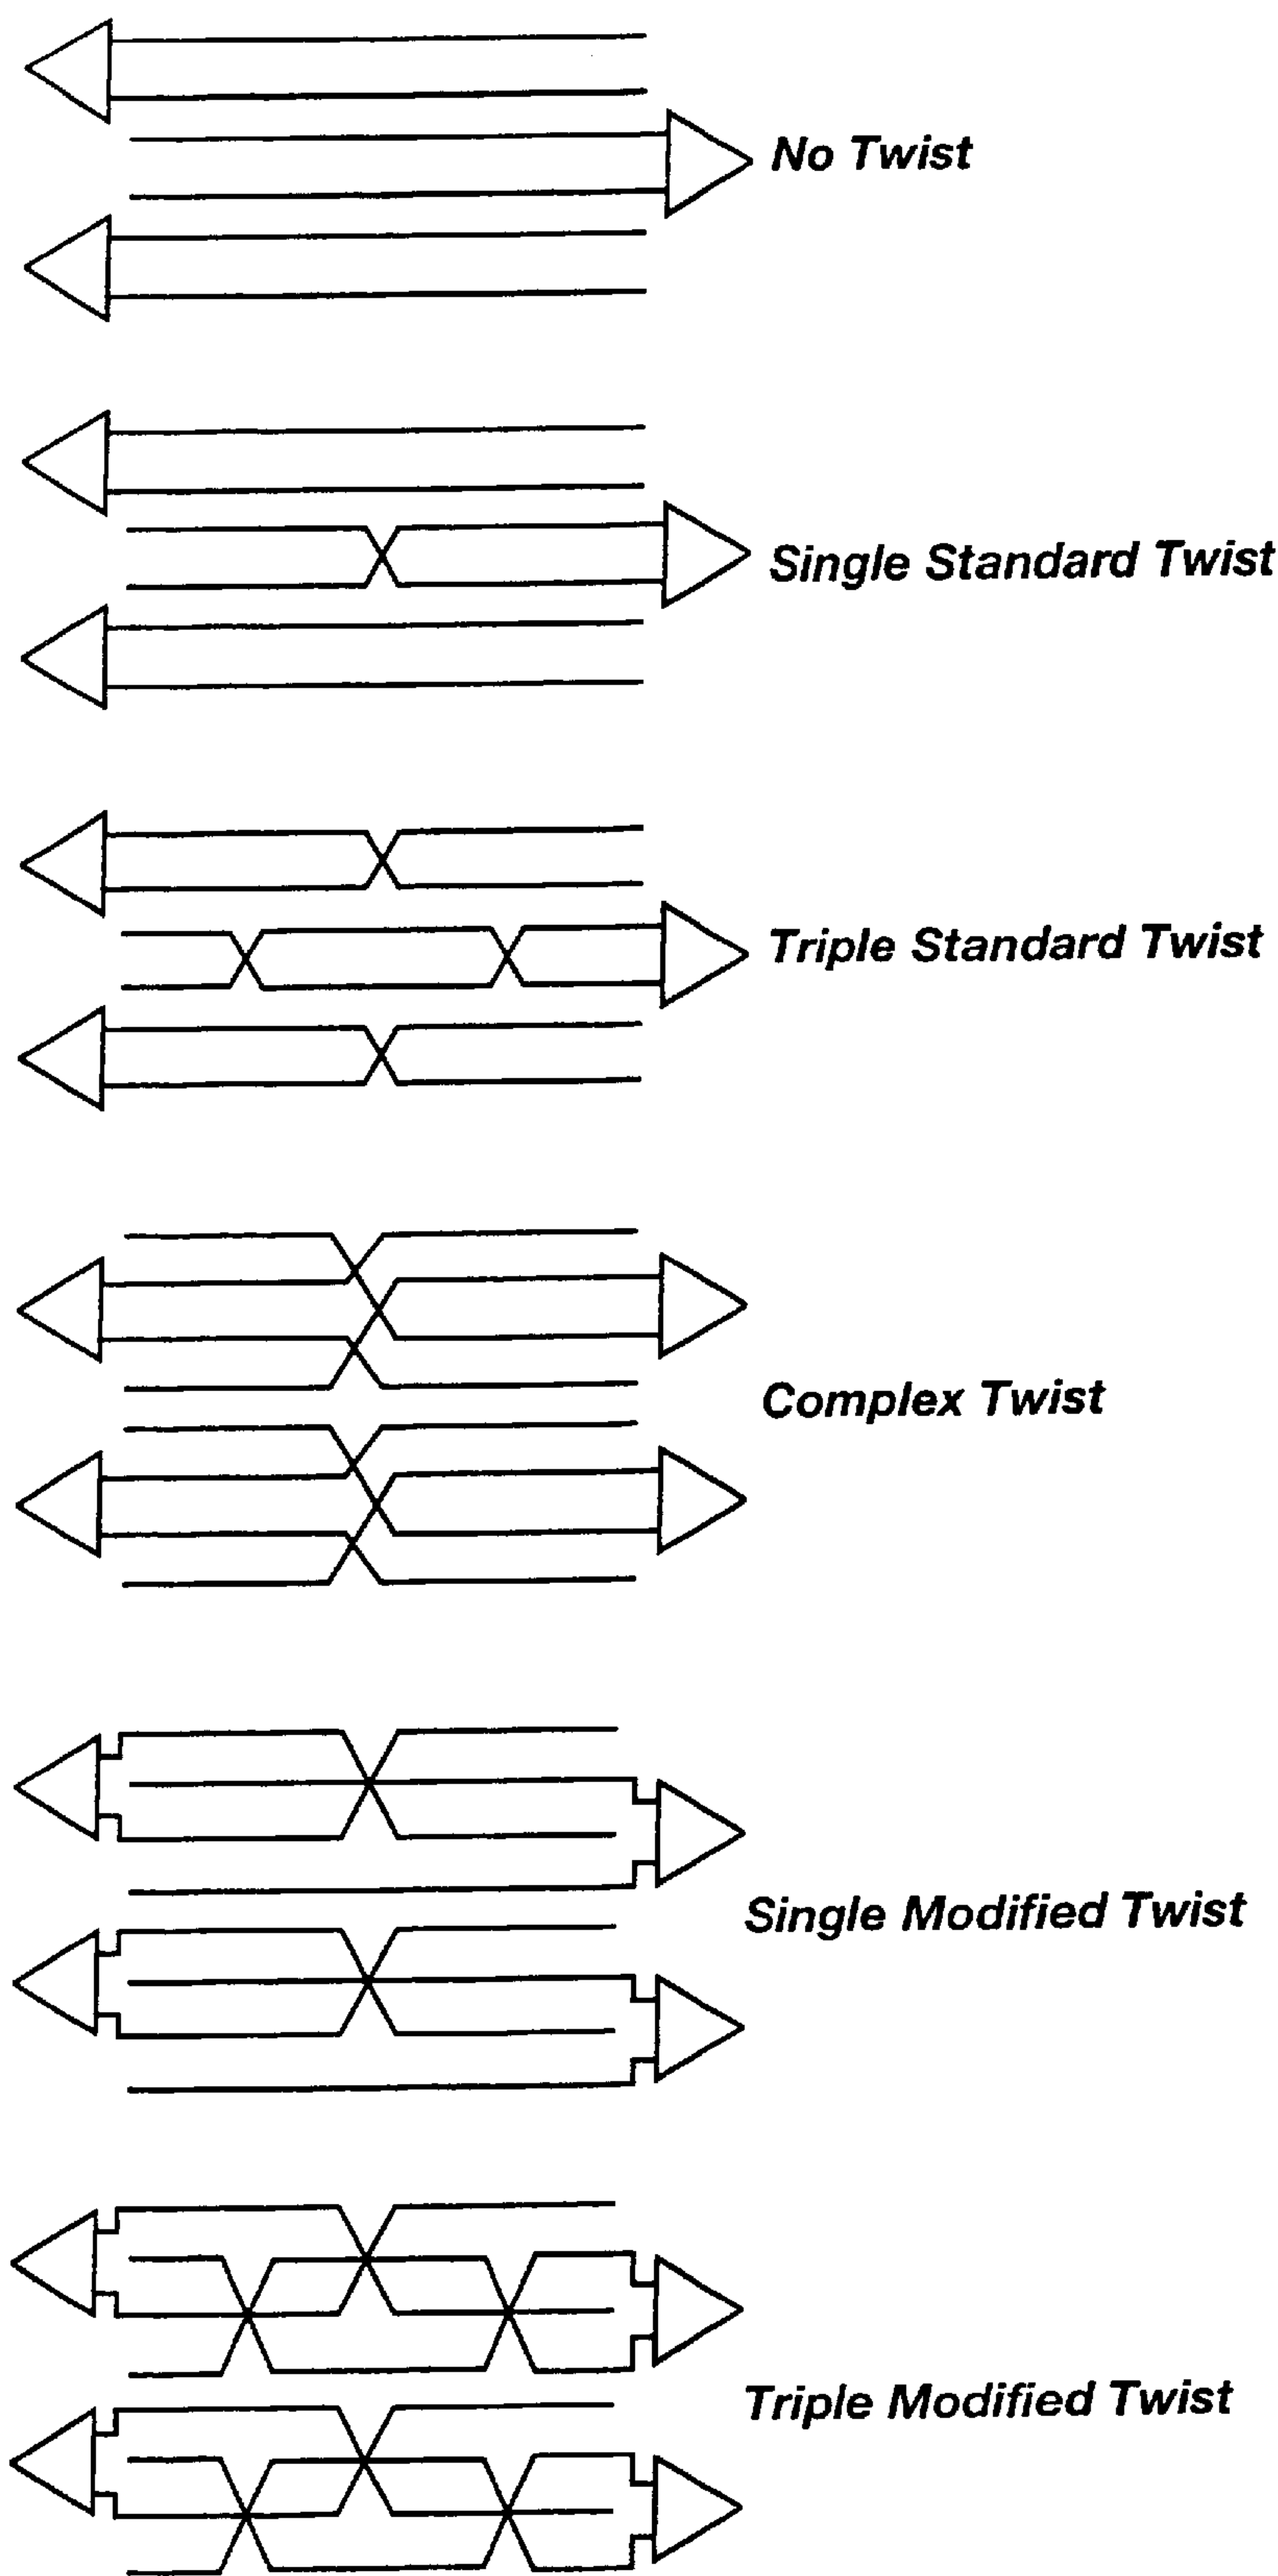 No Twist
Single Standard Twist
Triple Standard Twist
Complex Twist
Single Modified Twist
Triple Modified Twist